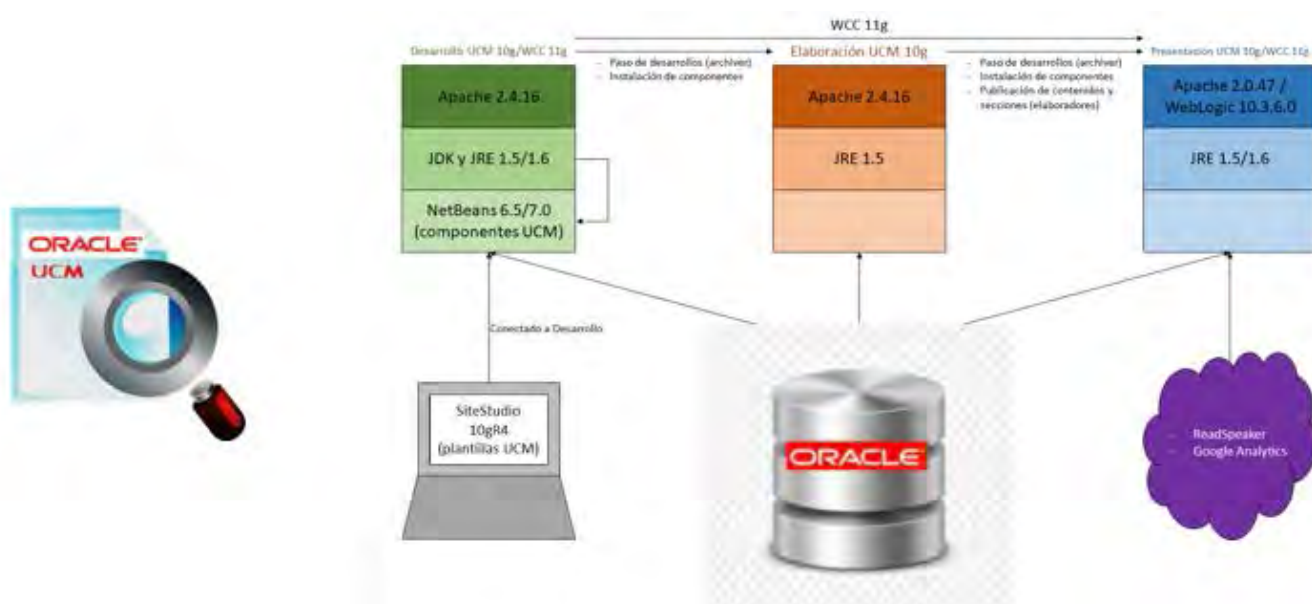 WCC 11g
Desarrollo UCM 10g/WCC 11g
Elaboración UCM 10g
Presentación UCM 10g/WCC 11g
- Paso de desarrollos (archiver)
- Instalación de componentes
- Paso de desarrollos (archiver)
- Instalación de componentes
- Publicación de contenidos y
secciones (elaboradores)
Apache 2.4.16
Apache 2.4.16
Apache 2.0.47 /
WebLogic 10.3.6.0
JDK y JRE 1.5/1.6
JRE 1.5
JRE 1.5/1.6
NetBeans 6.5/7.0
(componentes UCM)
ORACLE
UCM
Conectado a Desarrollo
SiteStudio
10gR4
(plantillas UCM)
ORACLE
- ReadSpeaker
- Google Analytics